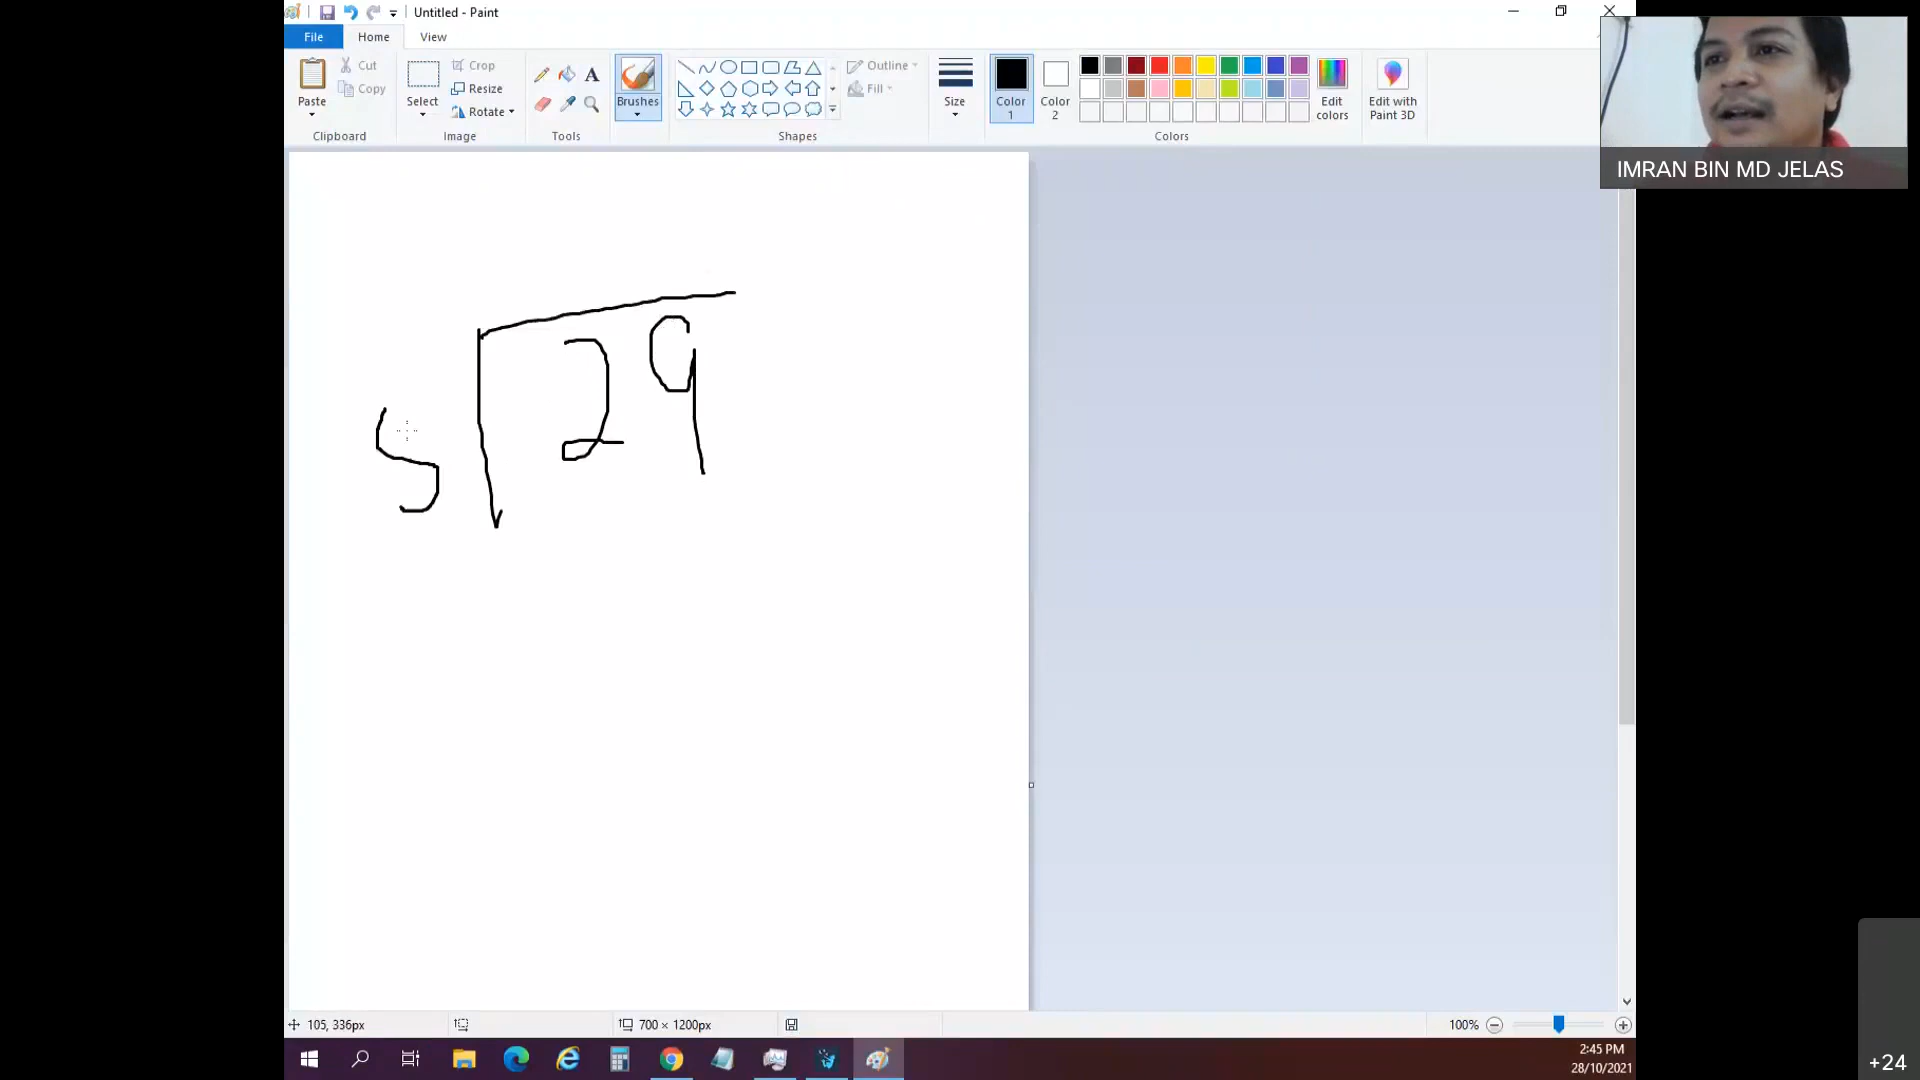 Untitled - Paint
File Home View
Paste
Cut
Copy
Clipboard
Select
Crop
Resize
Rotate
Image
A
Tools
Brushes
Shapes
Outline
Fill
Size
Color 1
Color 2
Edit colors
Colors
Edit with Paint 3D
IMRAN BIN MD JELAS
5 29
105, 336px
700 × 1200px
100%
2:45 PM
28/10/2021
+24